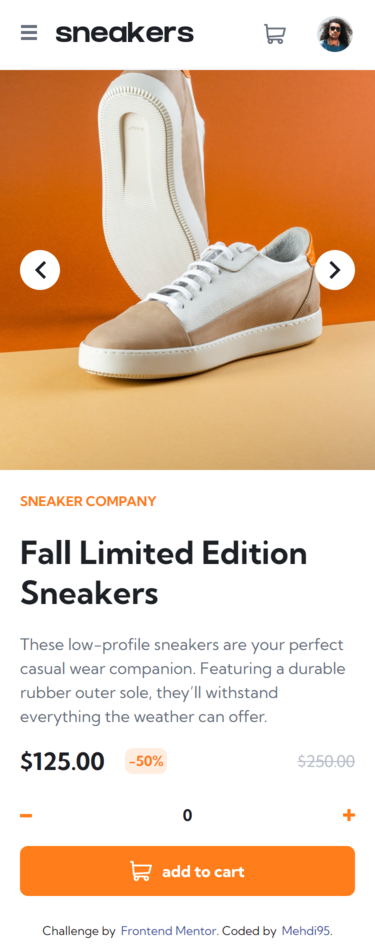 sneakers
SNEAKER COMPANY
Fall Limited Edition
Sneakers
These low-profile sneakers are your perfect
casual wear companion. Featuring a durable
rubber outer sole, they’ll withstand
everything the weather can offer.
$125.00 -50% $250.00
0
add to cart
Challenge by Frontend Mentor. Coded by Mehdi95.